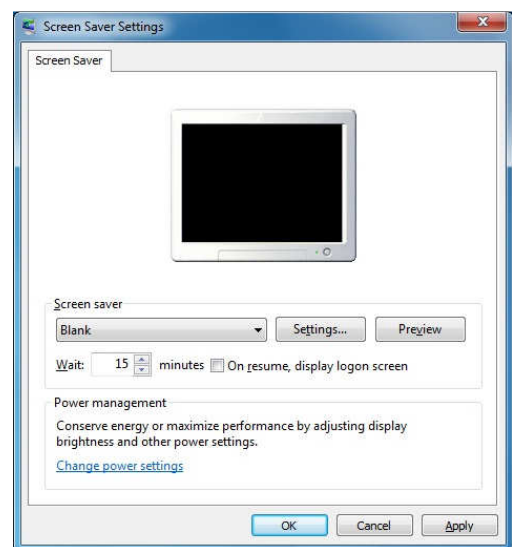 Screen Saver Settings
Screen Saver
Screen saver
Blank
Settings...
Preview
Wait: 15 minutes On resume, display logon screen
Power management
Conserve energy or maximize performance by adjusting display
brightness and other power settings.
Change power settings
OK
Cancel
Apply